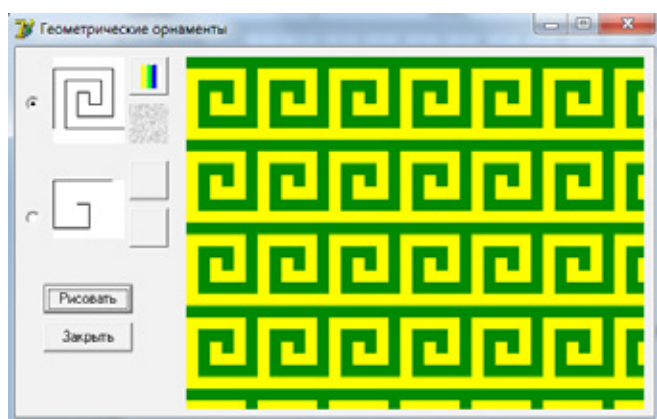 Геометрические орнаменты
Рисовать
Закрыть